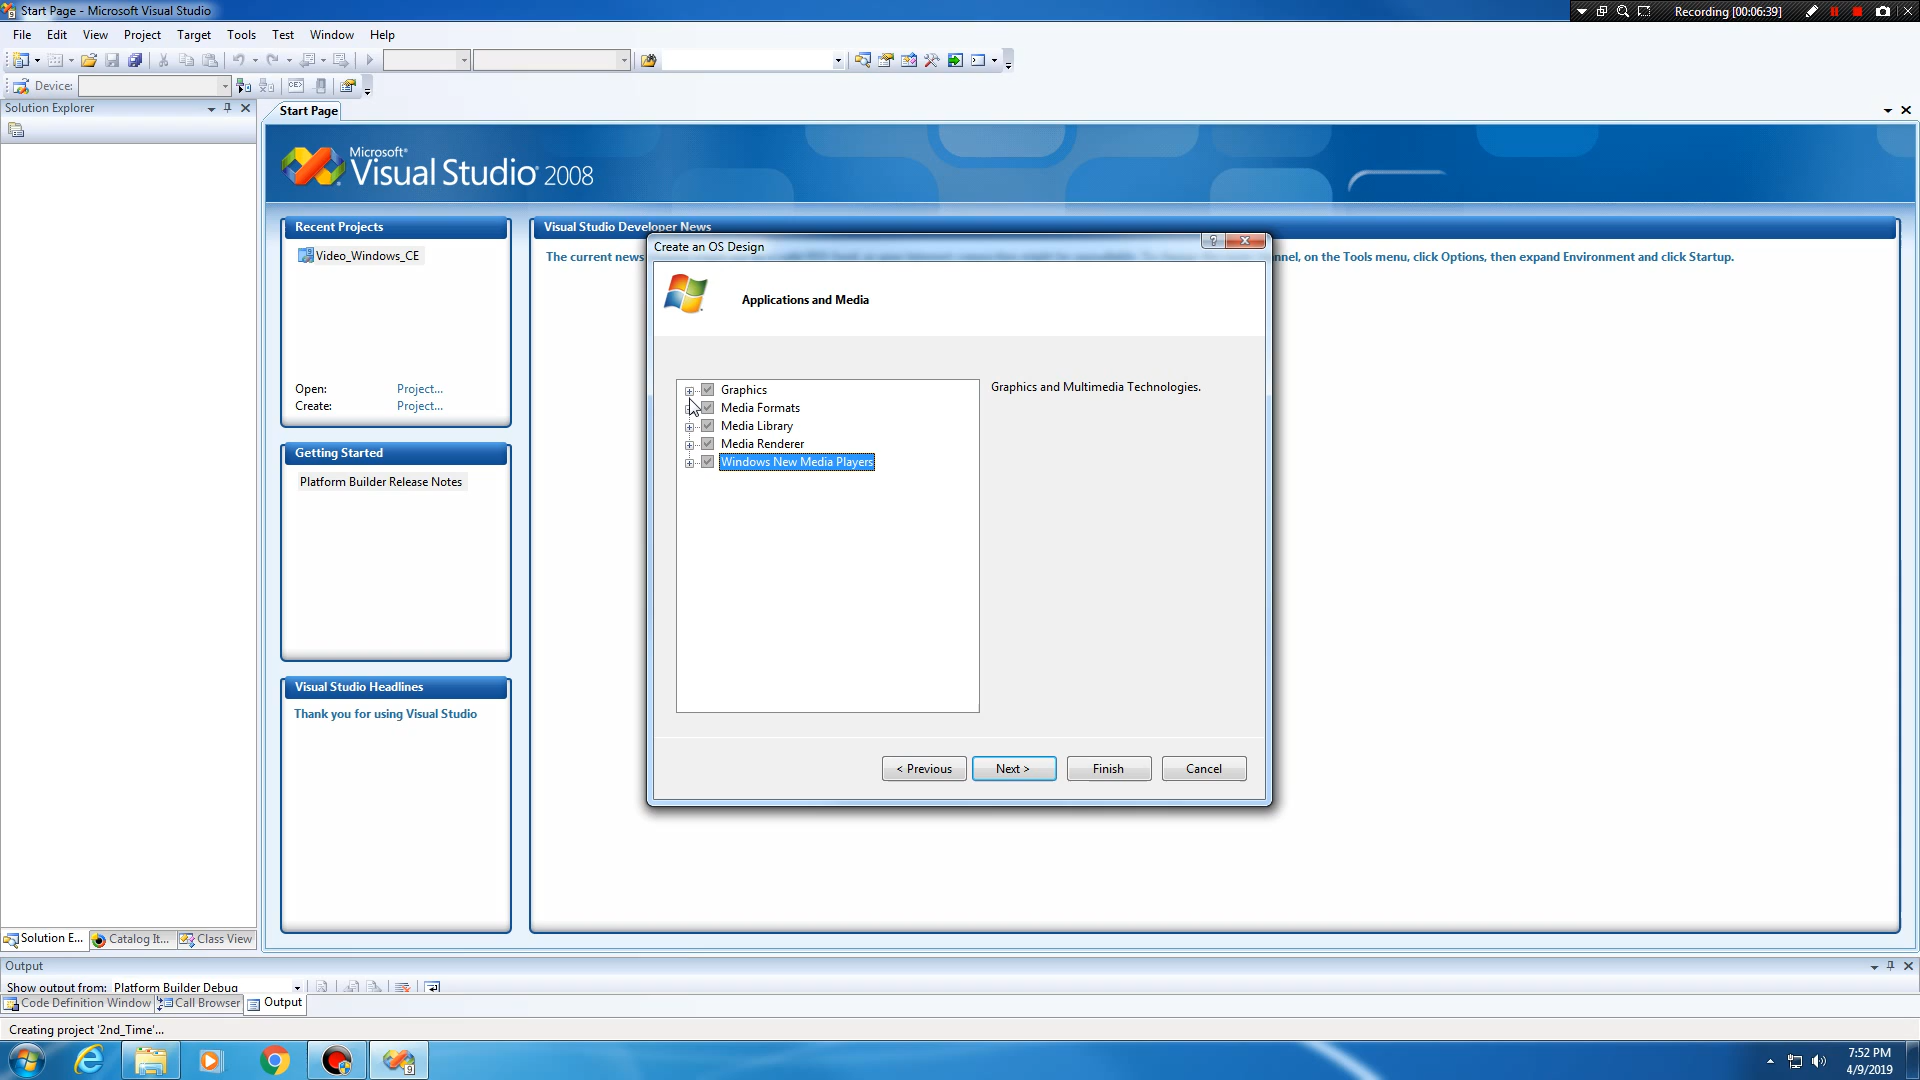 Start Page - Microsoft Visual Studio
Recording [00:06:39]
File Edit View Project Target Tools Test Window Help
Device:
Solution Explorer
Start Page
Microsoft®
Visual Studio 2008
Recent Projects
Video_Windows_CE
Open: Project...
Create: Project...
Getting Started
Platform Builder Release Notes
Visual Studio Headlines
Thank you for using Visual Studio
Visual Studio Developer News
The current news
nnel, on the Tools menu, click Options, then expand Environment and click Startup.
Create an OS Design
Applications and Media
Graphics
Media Formats
Media Library
Media Renderer
Windows New Media Players
Graphics and Multimedia Technologies.
< Previous Next > Finish Cancel
Solution E... Catalog It... Class View
Output
Show output from: Platform Builder Debug
Code Definition Window Call Browser Output
Creating project '2nd_Time'...
7:52 PM
4/9/2019